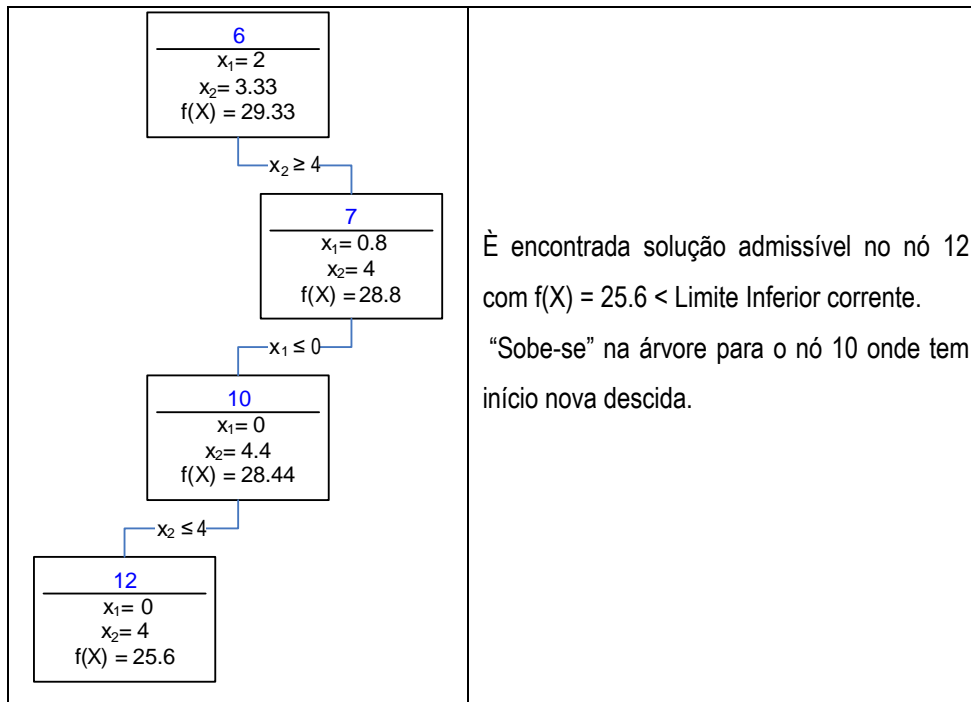 6
x₁= 2
x₂= 3.33
f(X) = 29.33
x₂ ≥ 4
7
x₁= 0.8
x₂= 4
f(X) = 28.8
x₁ ≤ 0
10
x₁= 0
x₂= 4.4
f(X) = 28.44
x₂ ≤ 4
12
x₁= 0
x₂= 4
f(X) = 25.6
È encontrada solução admissível no nó 12
com f(X) = 25.6 < Limite Inferior corrente.
“Sobe-se” na árvore para o nó 10 onde tem
início nova descida.